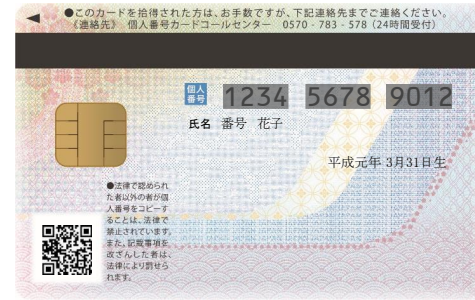 ●このカードを拾得された方は、お手数ですが、下記連絡先までご連絡ください。
《連絡先》 個人番号カードコールセンター 0570-783-578 (24時間受付)
個人
番号 1234 5678 9012
氏名 番号 花子
平成元年 3月31日生
●法律で認められ
た者以外の者が個
人番号をコピーす
ることは、法律で
禁止されています。
また、記載事項を
改ざんした者は、
法律により罰せら
れます。